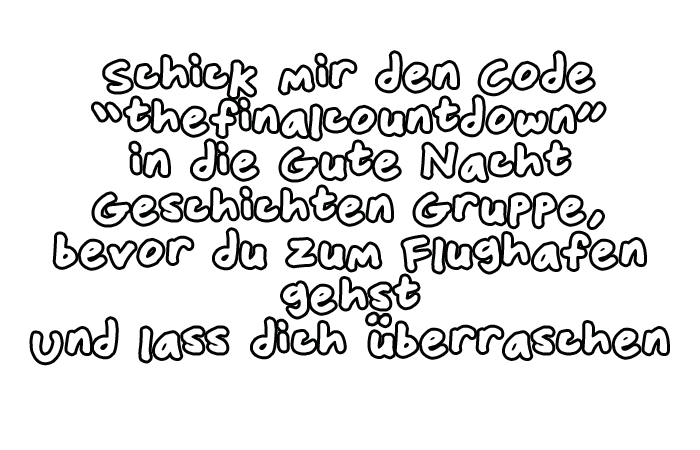 Schick mir den Code
"thefinalcountdown"
in die Gute Nacht
Geschichten Gruppe,
bevor du zum Flughafen
gehst
und lass dich überraschen